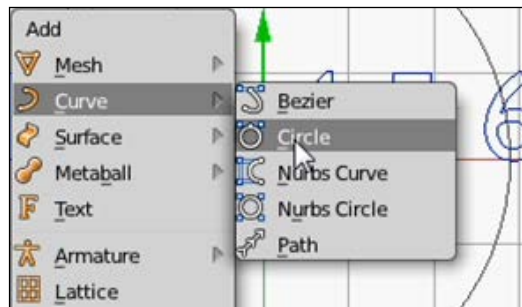 Add
Mesh
Curve
Surface
Metaball
Text
Armature
Lattice
Bezier
Circle
Nurbs Curve
Nurbs Circle
Path